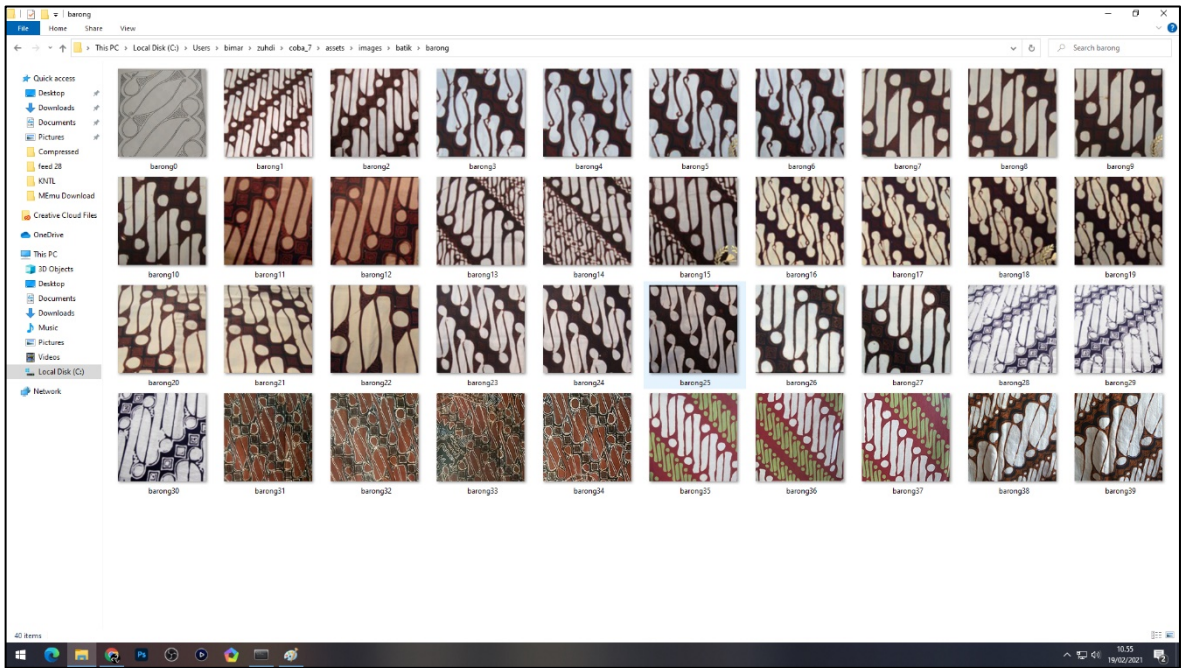 barong
File Home Share View
This PC > Local Disk (C:) > Users > bimar > zuhdi > coba_7 > assets > images > batik > barong
Search barong
Quick access
Desktop
Downloads
Documents
Pictures
Compressed
feed 28
KNTL
MEmu Download
Creative Cloud Files
OneDrive
This PC
3D Objects
Desktop
Documents
Downloads
Music
Pictures
Videos
Local Disk (C:)
Network
barong0 barong1 barong2 barong3 barong4 barong5 barong6 barong7 barong8 barong9
barong10 barong11 barong12 barong13 barong14 barong15 barong16 barong17 barong18 barong19
barong20 barong21 barong22 barong23 barong24 barong25 barong26 barong27 barong28 barong29
barong30 barong31 barong32 barong33 barong34 barong35 barong36 barong37 barong38 barong39
40 items
Ps
10.55
19/02/2021
2